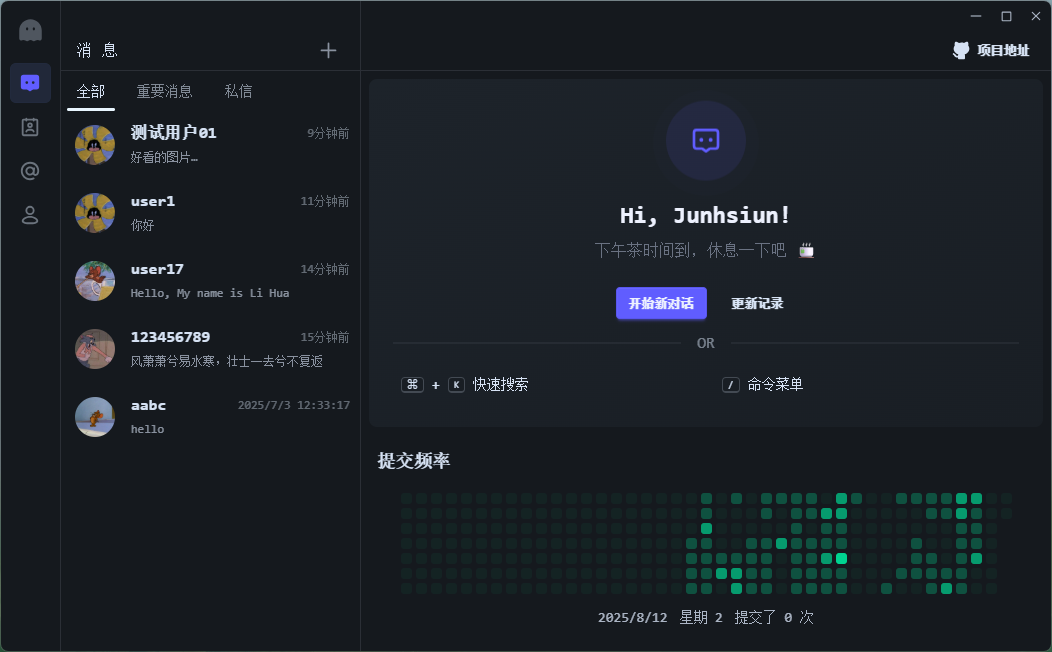 消 息
项目地址
全部 重要消息 私信
测试用户01 9分钟前
好看的图片…
user1 11分钟前
你好
user17 14分钟前
Hello, My name is Li Hua
123456789 15分钟前
风萧萧兮易水寒，壮士一去兮不复返
aabc 2025/7/3 12:33:17
hello
Hi, Junhsiun!
下午茶时间到，休息一下吧
开始新对话 更新记录
OR
⌘ + K 快速搜索
/ 命令菜单
提交频率
2025/8/12 星期 2 提交了 0 次